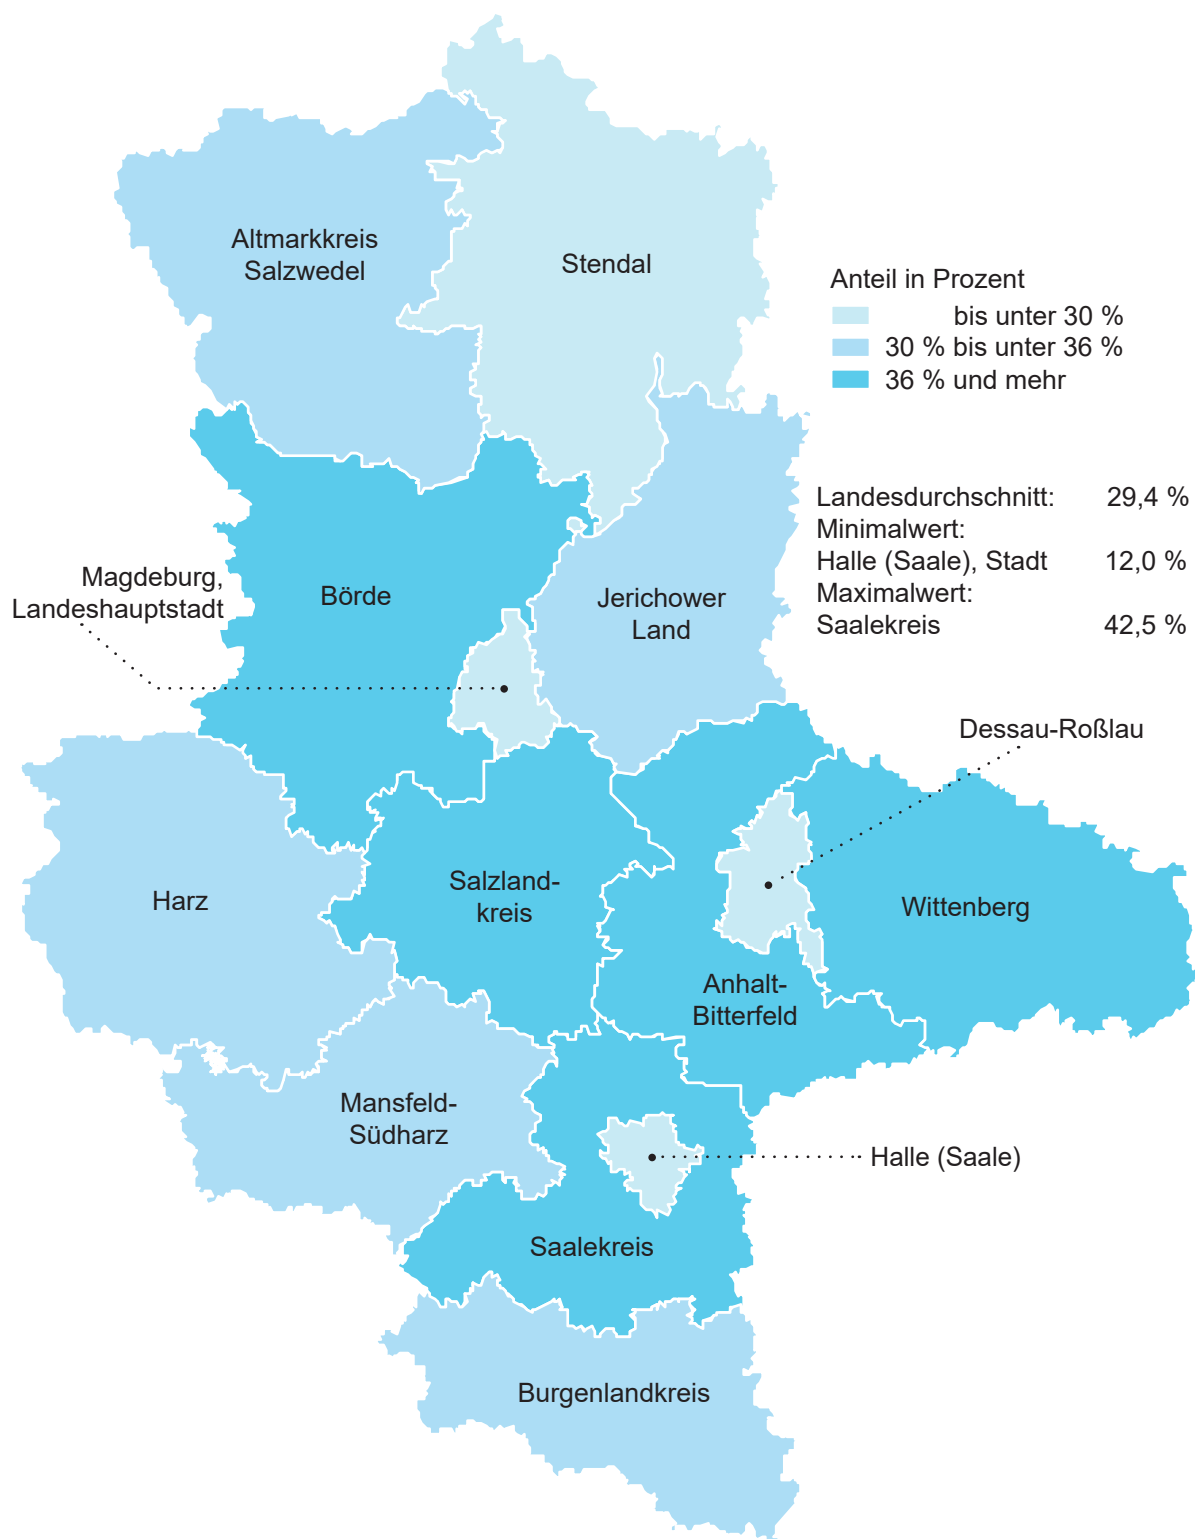 Altmarkkreis
Salzwedel
Stendal
Anteil in Prozent
bis unter 30 %
30 % bis unter 36 %
36 % und mehr
Landesdurchschnitt: 29,4 %
Minimalwert:
Halle (Saale), Stadt 12,0 %
Maximalwert:
Saalekreis 42,5 %
Magdeburg,
Landeshauptstadt
Börde
Jerichower
Land
Dessau-Roßlau
Harz
Salzland-
kreis
Wittenberg
Anhalt-
Bitterfeld
Mansfeld-
Südharz
Halle (Saale)
Saalekreis
Burgenlandkreis